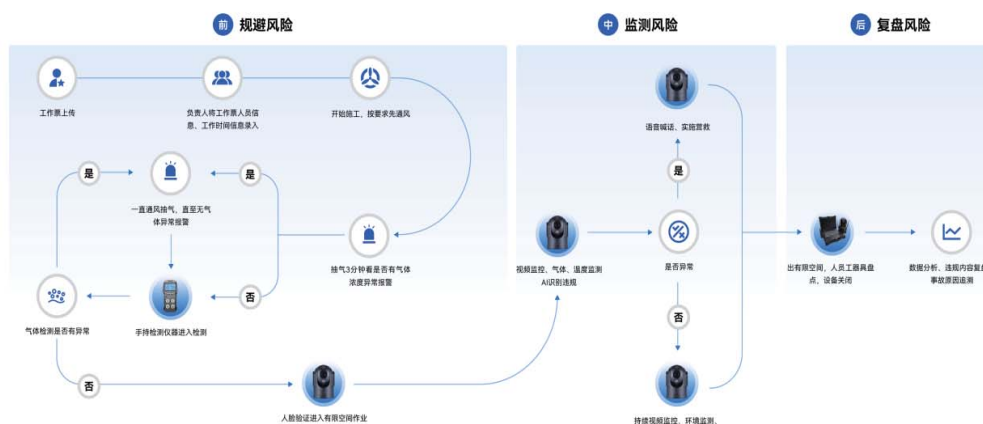 前 规避风险
工作票上传
负责人将工作票人员信
息、工作时间信息录入
开始施工，按要求先通风
是
一直通风抽气，直至无气
体异常报警
是
抽气3分钟看是否有气体
浓度异常报警
否
手持检测仪器进入检测
气体检测是否有异常
否
人脸验证进入有限空间作业
中 监测风险
语音喊话、实施营救
是
视频监控、气体、温度监测
AI识别违规
是否异常
否
持续视频监控、环境监测、
后 复盘风险
出有限空间，人员工器具盘
点，设备关闭
数据分析、违规内容复盘
事故原因追溯